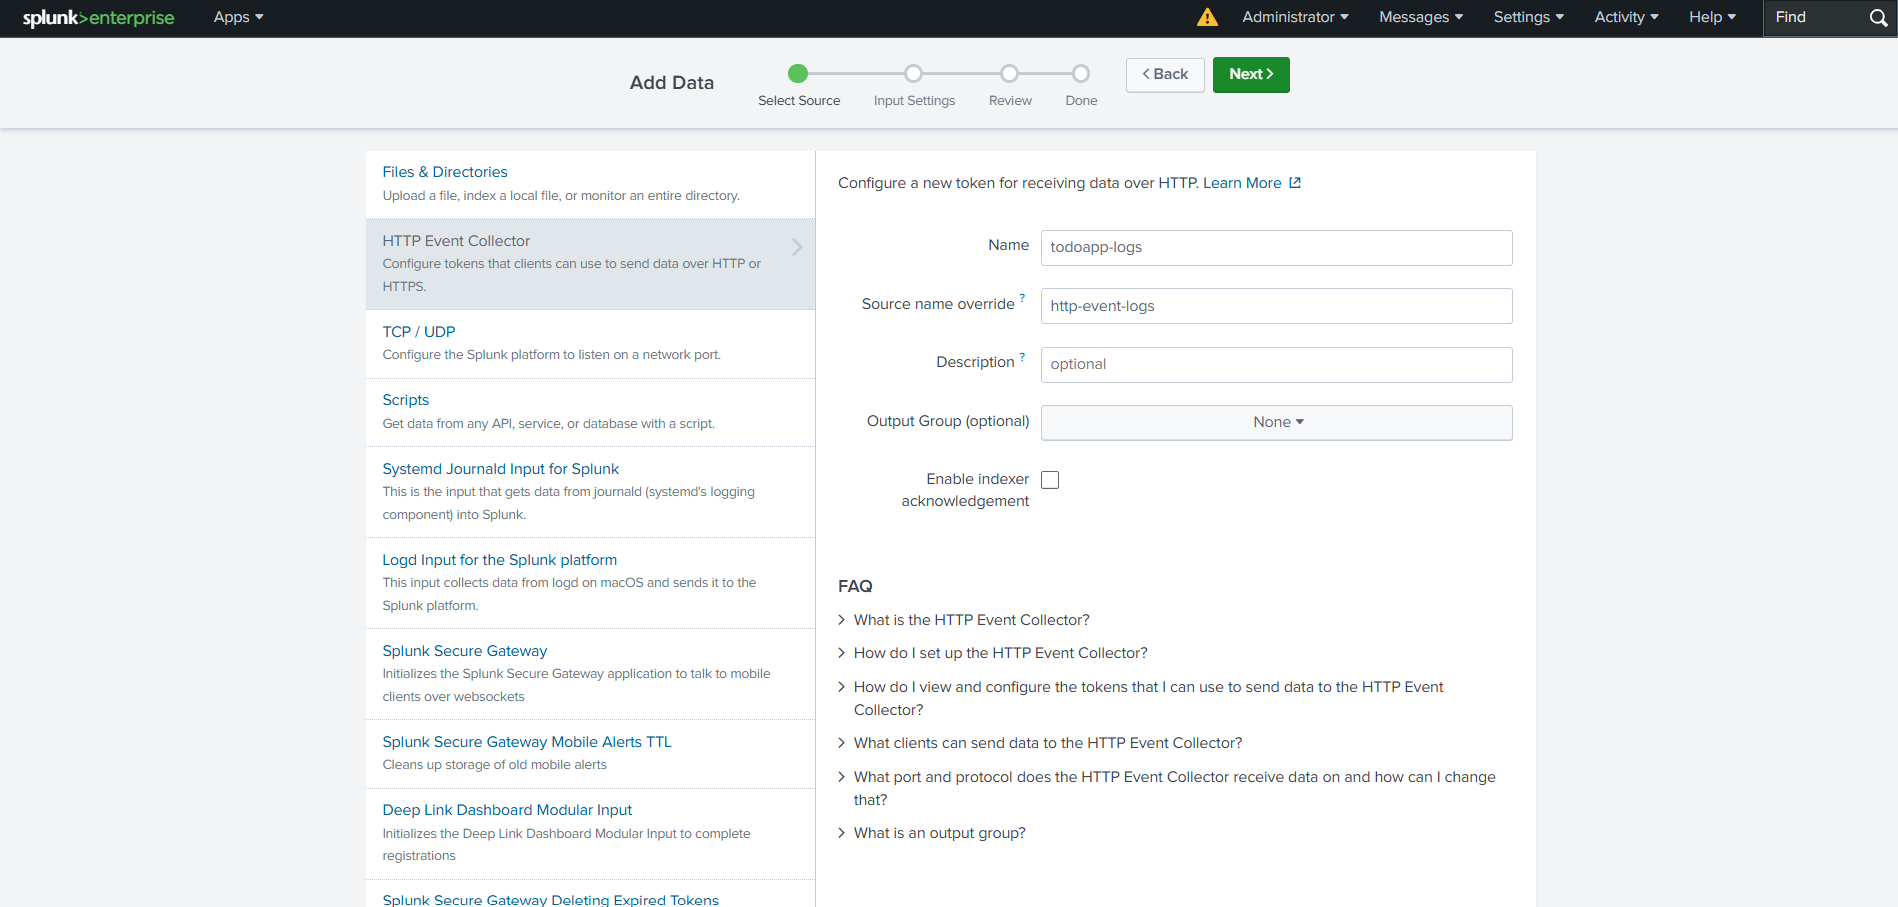 splunk>enterprise Apps Administrator Messages Settings Activity Help Find
Add Data
Select Source Input Settings Review Done
Back Next
Files & Directories
Upload a file, index a local file, or monitor an entire directory.
HTTP Event Collector
Configure tokens that clients can use to send data over HTTP or
HTTPS.
TCP / UDP
Configure the Splunk platform to listen on a network port.
Scripts
Get data from any API, service, or database with a script.
Systemd Journald Input for Splunk
This is the input that gets data from journald (systemd's logging
component) into Splunk.
Logd Input for the Splunk platform
This input collects data from logd on macOS and sends it to the
Splunk platform.
Splunk Secure Gateway
Initializes the Splunk Secure Gateway application to talk to mobile
clients over websockets
Splunk Secure Gateway Mobile Alerts TTL
Cleans up storage of old mobile alerts
Deep Link Dashboard Modular Input
Initializes the Deep Link Dashboard Modular Input to complete
registrations
Splunk Secure Gateway Deleting Expired Tokens
Configure a new token for receiving data over HTTP. Learn More
Name todoapp-logs
Source name override ? http-event-logs
Description ? optional
Output Group (optional) None
Enable indexer
acknowledgement
FAQ
What is the HTTP Event Collector?
How do I set up the HTTP Event Collector?
How do I view and configure the tokens that I can use to send data to the HTTP Event
Collector?
What clients can send data to the HTTP Event Collector?
What port and protocol does the HTTP Event Collector receive data on and how can I change
that?
What is an output group?